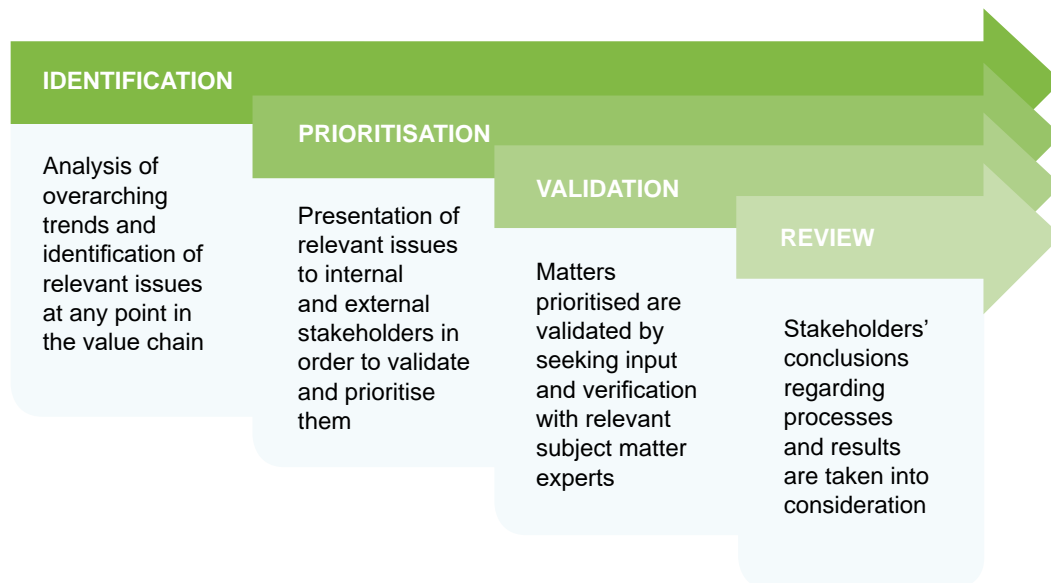 IDENTIFICATION
Analysis of
overarching
trends and
identification of
relevant issues
at any point in
the value chain
PRIORITISATION
Presentation of
relevant issues
to internal
and external
stakeholders in
order to validate
and prioritise
them
VALIDATION
Matters
prioritised are
validated by
seeking input
and verification
with relevant
subject matter
experts
REVIEW
Stakeholders’
conclusions
regarding
processes
and results
are taken into
consideration